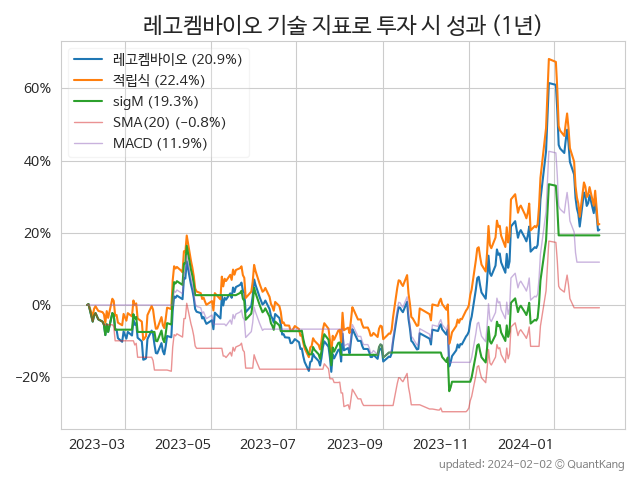 레고켐바이오 기술 지표로 투자 시 성과 (1년)
레고켐바이오 (20.9%)
적립식 (22.4%)
sigM (19.3%)
SMA(20) (−0.8%)
MACD (11.9%)
60%
40%
20%
0%
−20%
2023-03 2023-05 2023-07 2023-09 2023-11 2024-01
updated: 2024-02-02 © QuantKang